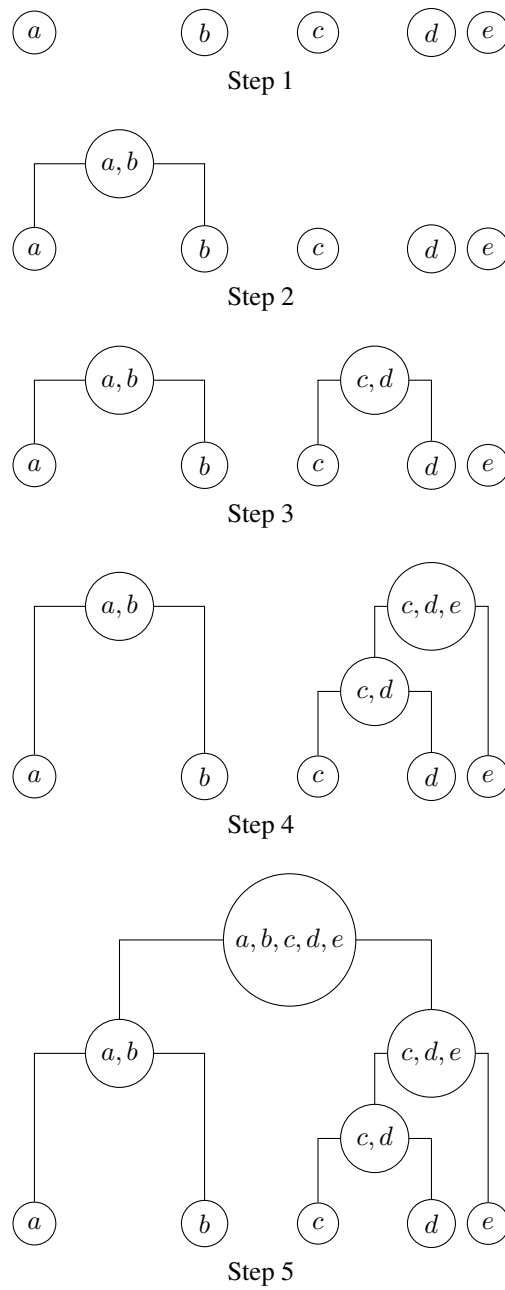 a b c d e
Step 1
a, b
a b c d e
Step 2
a, b c, d
a b c d e
Step 3
a, b c, d, e
c, d
a b c d e
Step 4
a, b, c, d, e
a, b c, d, e
c, d
a b c d e
Step 5